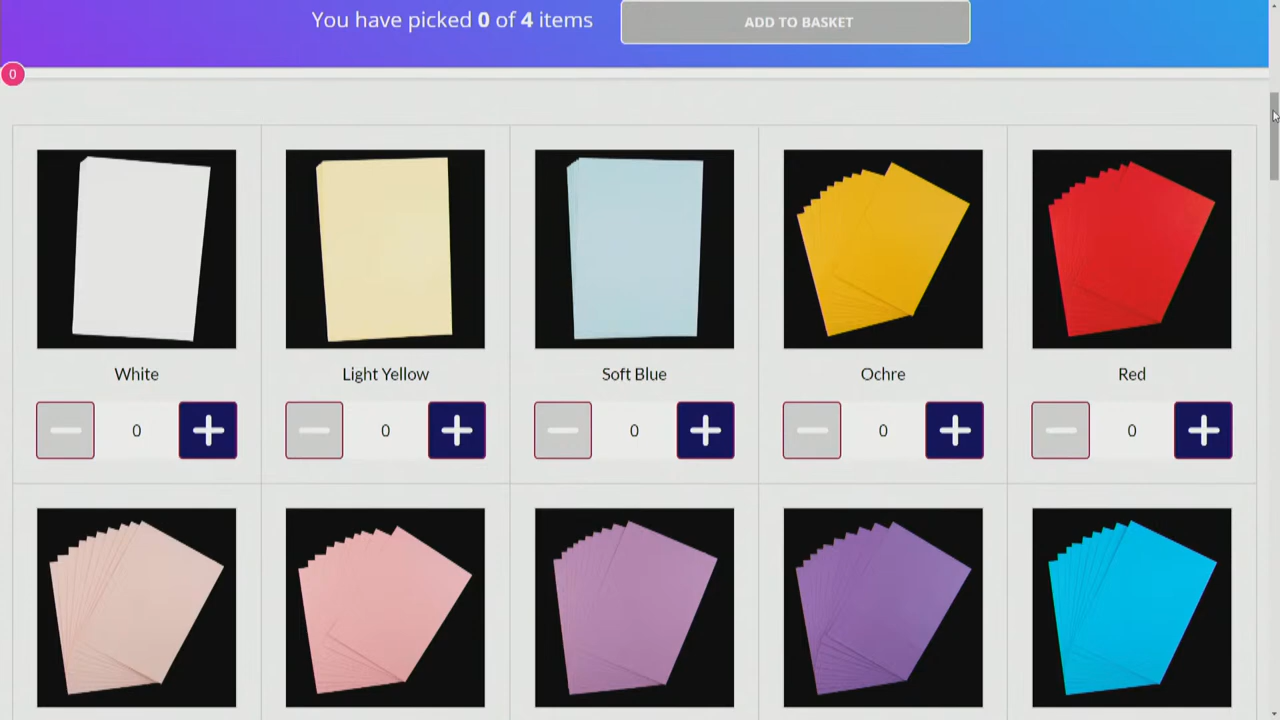 You have picked 0 of 4 items
ADD TO BASKET
0
White
Light Yellow
Soft Blue
Ochre
Red
0
0
0
0
0